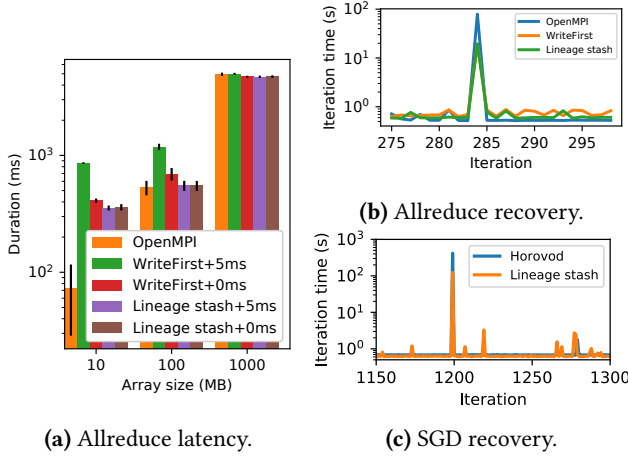 Duration (ms)
10³
10²
OpenMPI
WriteFirst+5ms
WriteFirst+0ms
Lineage stash+5ms
Lineage stash+0ms
10 100 1000
Array size (MB)
(a) Allreduce latency.
Iteration time (s)
10²
10¹
10⁰
OpenMPI
WriteFirst
Lineage stash
275 280 285 290 295
Iteration
(b) Allreduce recovery.
Iteration time (s)
10³
10²
10¹
10⁰
Horovod
Lineage stash
1150 1200 1250 1300
Iteration
(c) SGD recovery.